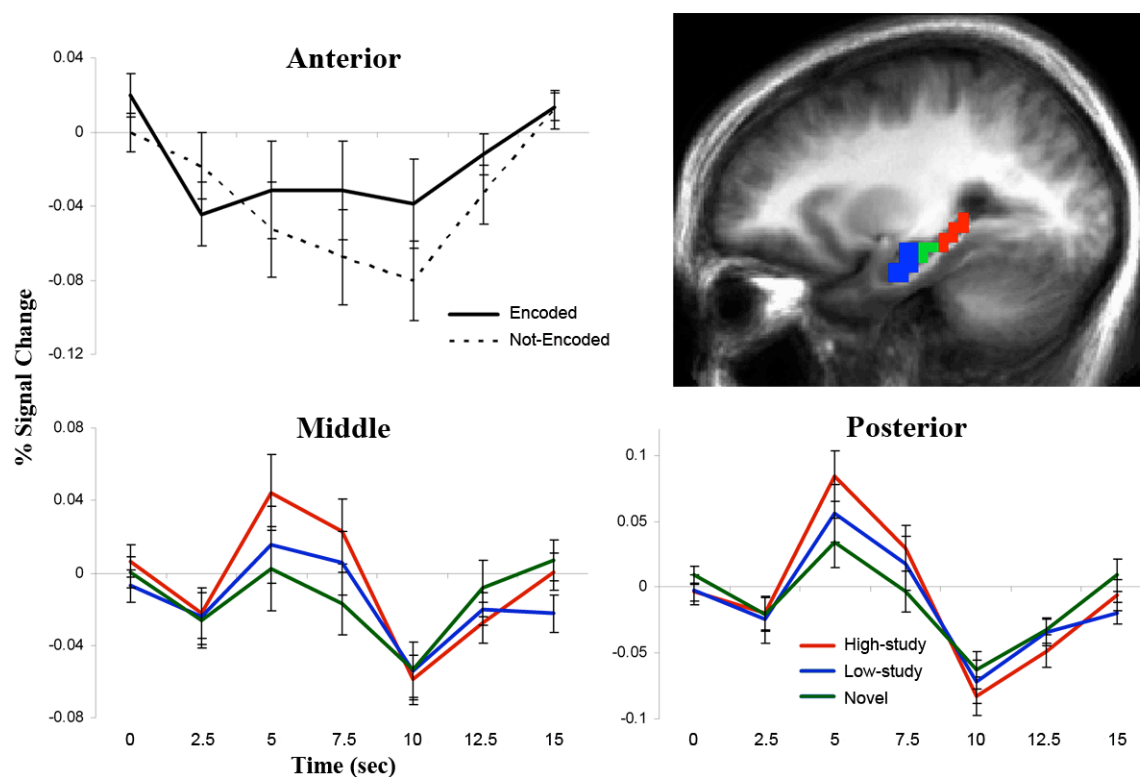 Anterior
0.04
0
-0.04
-0.08
-0.12
Encoded
Not-Encoded
% Signal Change
Middle
0.08
0.04
0
-0.04
-0.08
0 2.5 5 7.5 10 12.5 15
Time (sec)
Posterior
0.1
0.05
0
-0.05
-0.1
High-study
Low-study
Novel
0 2.5 5 7.5 10 12.5 15